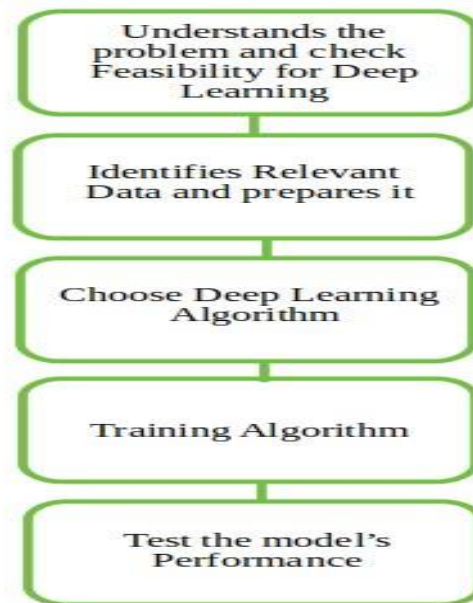 Understands the
problem and check
Feasibility for Deep
Learning
Identifies Relevant
Data and prepares it
Choose Deep Learning
Algorithm
Training Algorithm
Test the model’s
Performance